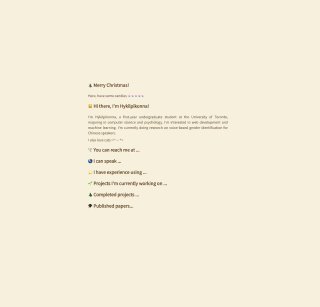 🎄 Merry Christmas!
Here, have some candies
😃 Hi there, I'm Hykilpikonna!
I'm Hykilpikonna, a first-year undergraduate student at the University of Toronto,
majoring in computer science and psychology. I'm interested in web development and
machine learning. I'm currently doing research on voice-based gender identification for
Chinese speakers.
I also love cats
You can reach me at ...
I can speak ...
I have experience using ...
Projects I'm currently working on ...
Completed projects ...
Published papers...